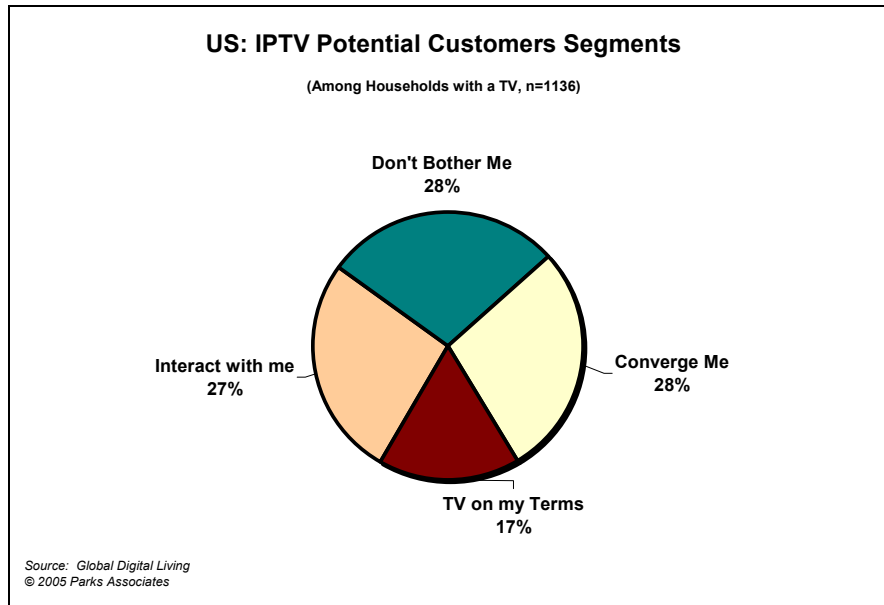 US: IPTV Potential Customers Segments
(Among Households with a TV, n=1136)
Don't Bother Me
28%
Interact with me
27%
Converge Me
28%
TV on my Terms
17%
Source: Global Digital Living
© 2005 Parks Associates